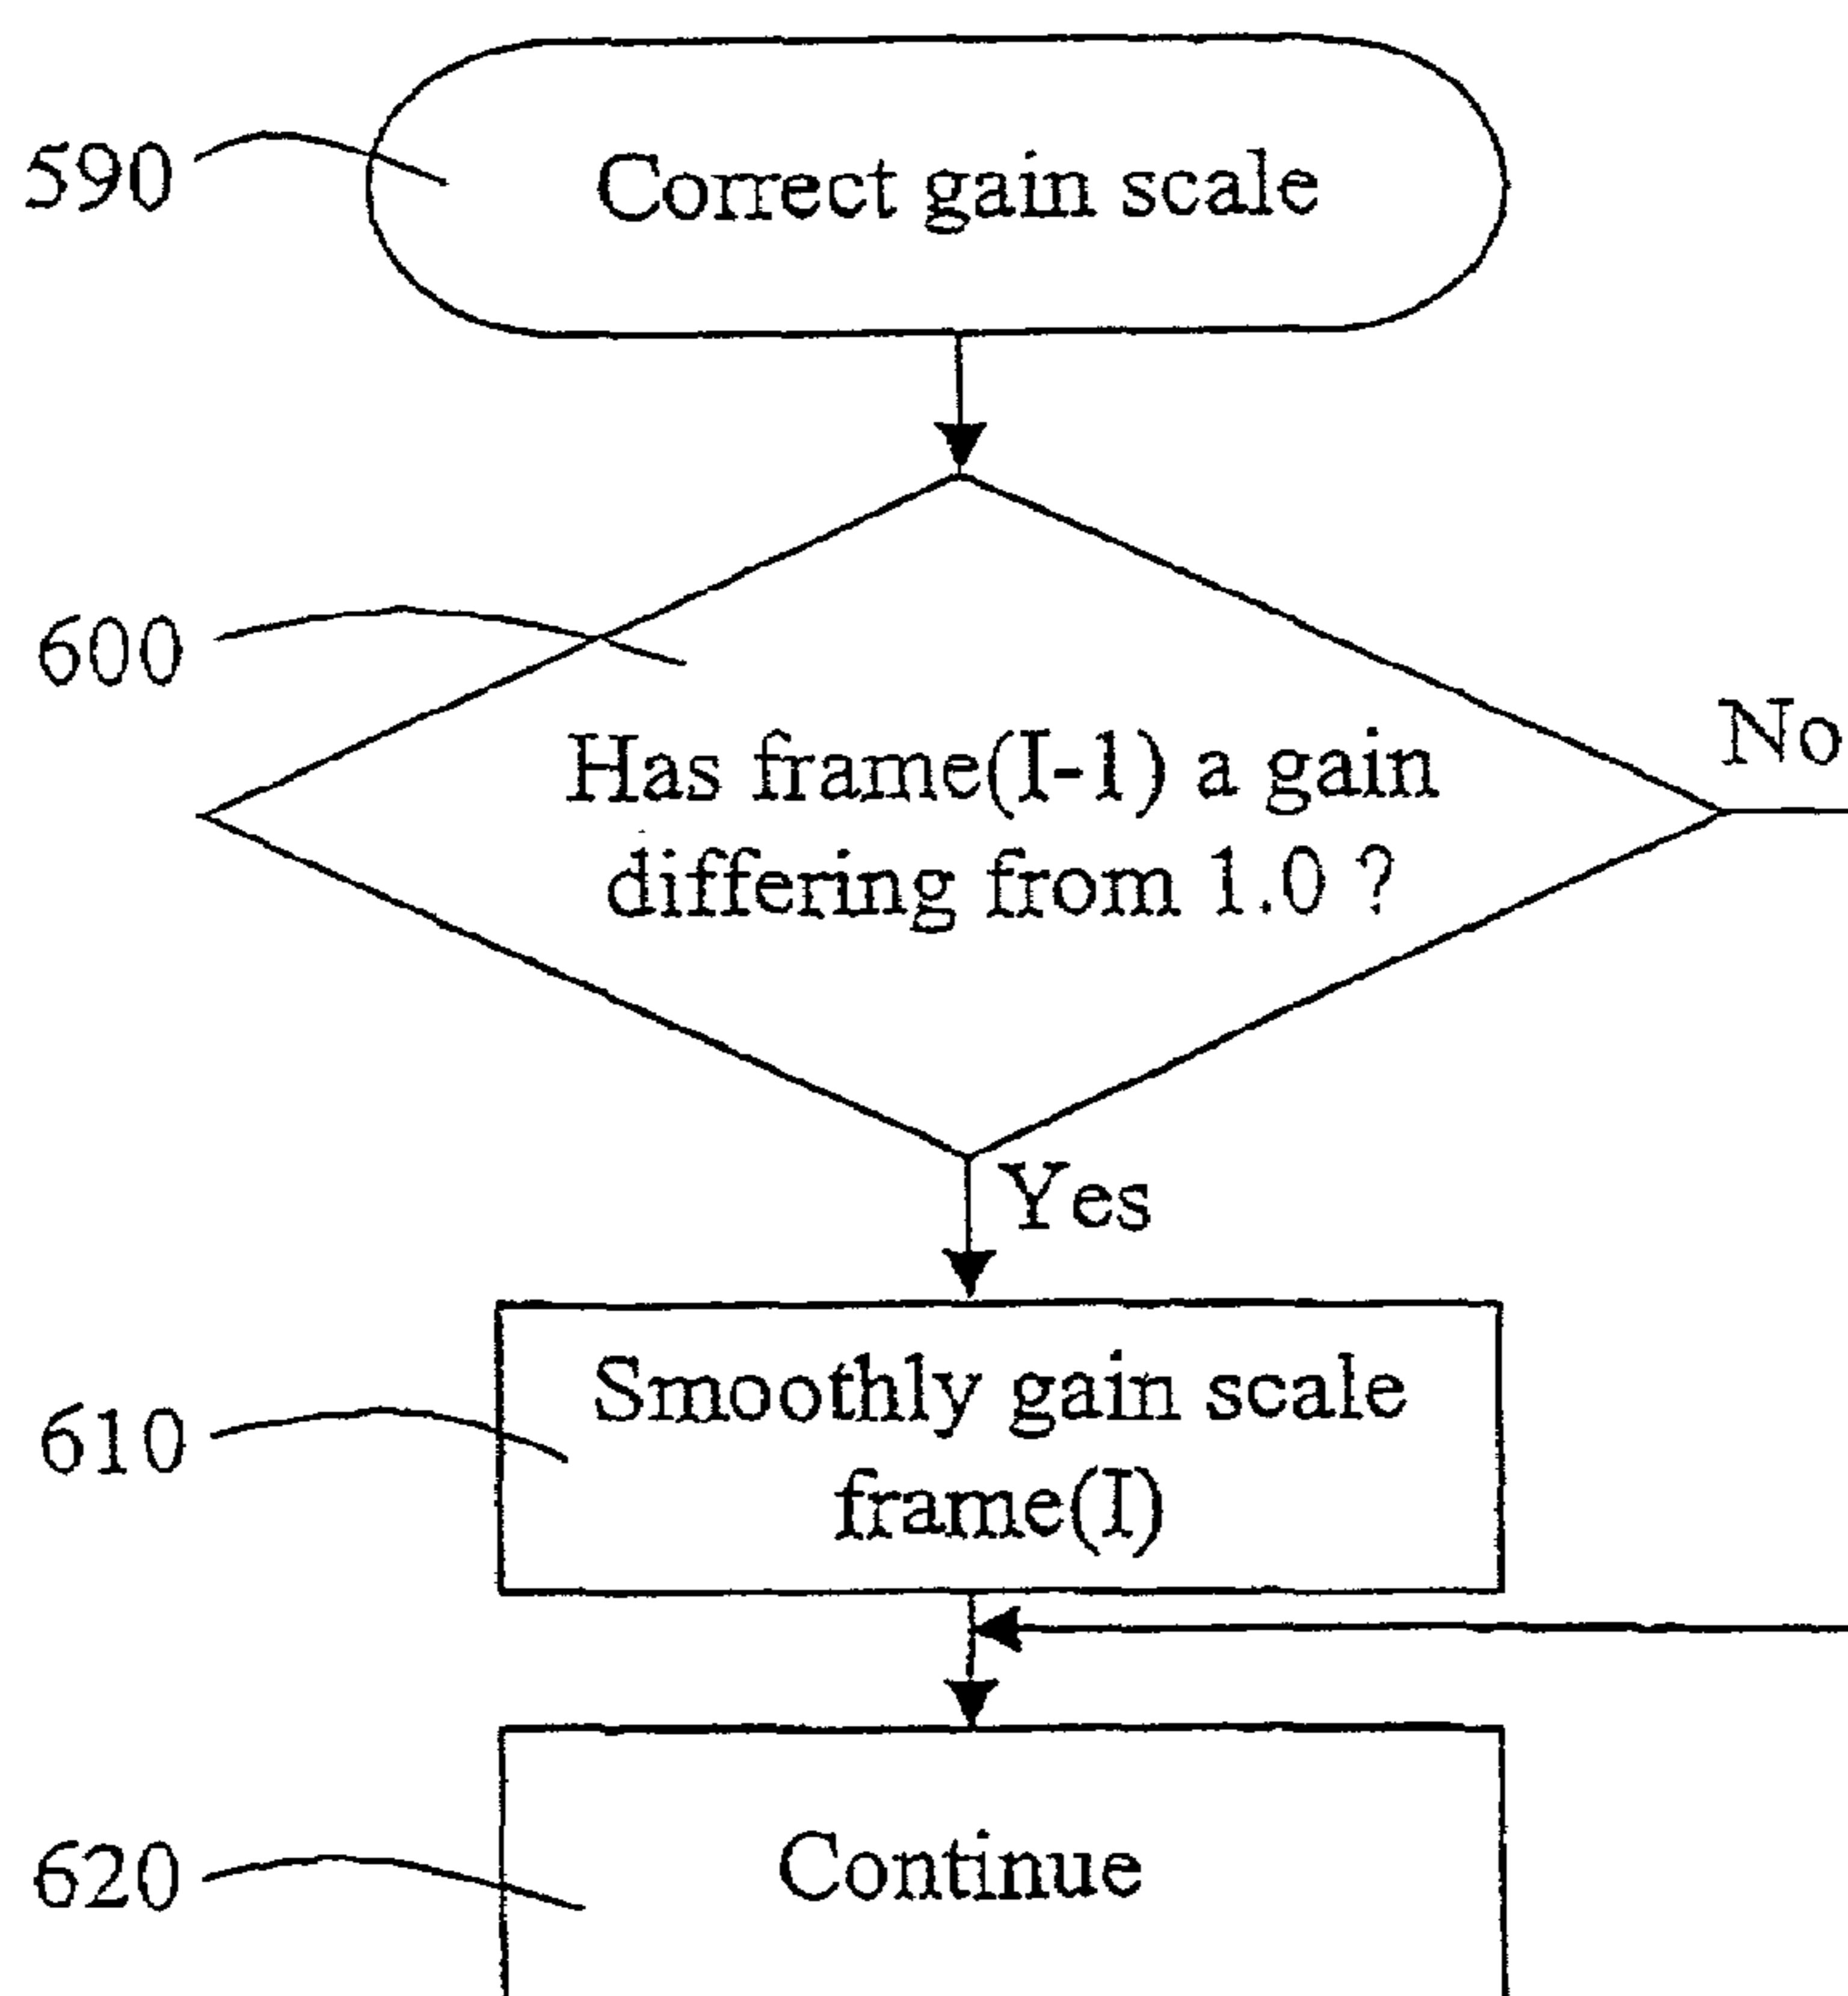 590
Correct gain scale
600
Has frame(I-1) a gain
differing from 1.0 ?
No
Yes
610
Smoothly gain scale
frame(I)
620
Continue